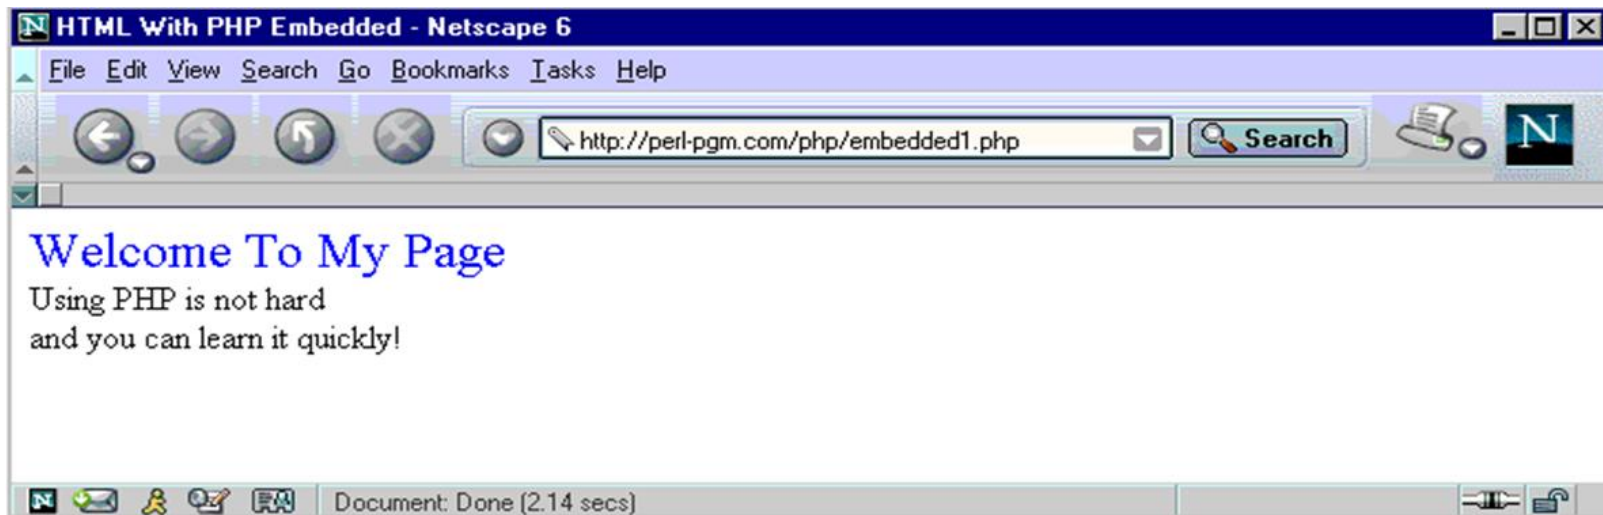 HTML With PHP Embedded - Netscape 6
File Edit View Search Go Bookmarks Tasks Help
http://perl-pgm.com/php/embedded1.php Search N
Welcome To My Page
Using PHP is not hard
and you can learn it quickly!
Document: Done (2.14 secs)